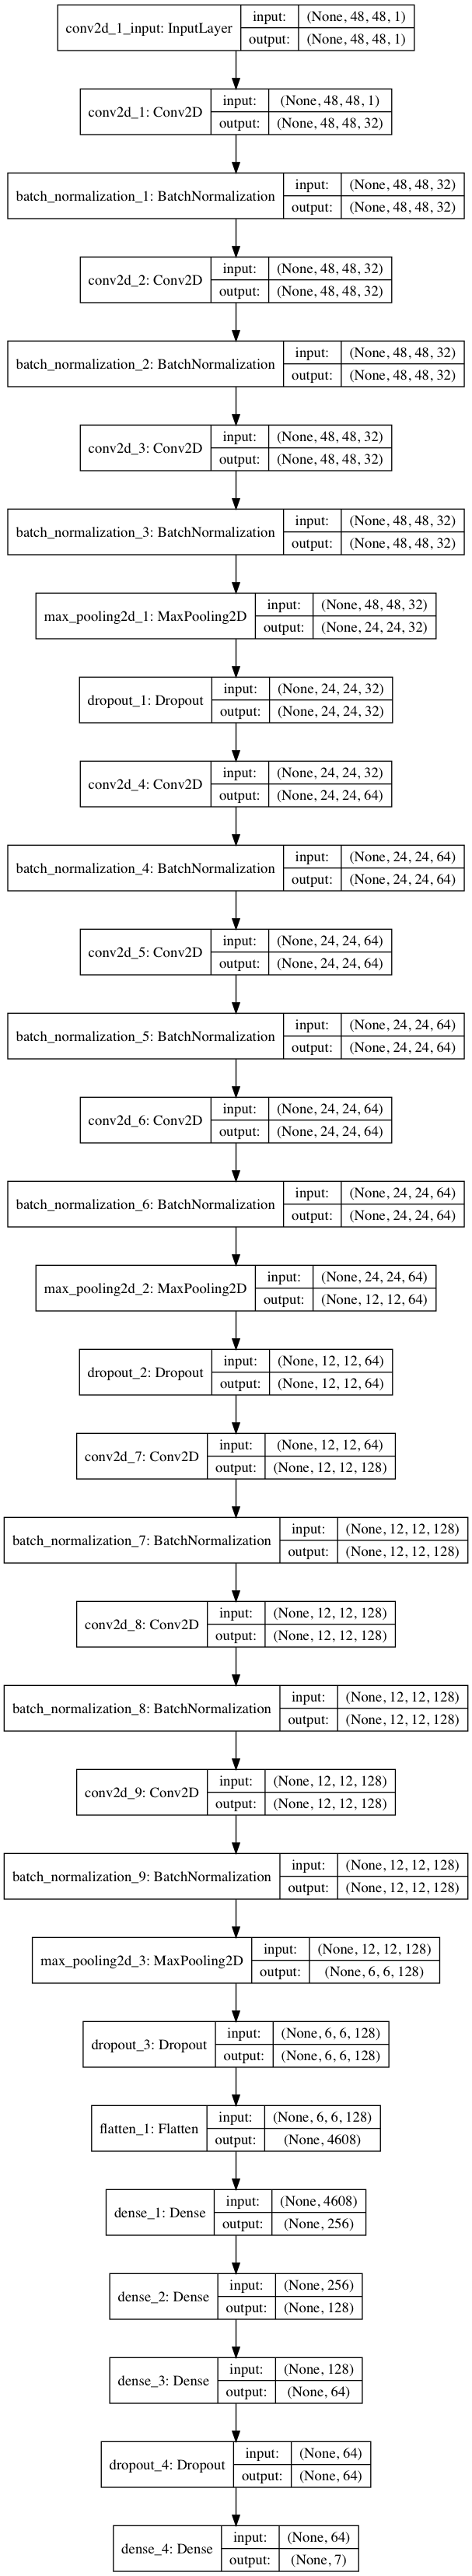 conv2d_1_input: InputLayer
input: (None, 48, 48, 1)
output: (None, 48, 48, 1)
conv2d_1: Conv2D
input: (None, 48, 48, 1)
output: (None, 48, 48, 32)
batch_normalization_1: BatchNormalization
input: (None, 48, 48, 32)
output: (None, 48, 48, 32)
conv2d_2: Conv2D
input: (None, 48, 48, 32)
output: (None, 48, 48, 32)
batch_normalization_2: BatchNormalization
input: (None, 48, 48, 32)
output: (None, 48, 48, 32)
conv2d_3: Conv2D
input: (None, 48, 48, 32)
output: (None, 48, 48, 32)
batch_normalization_3: BatchNormalization
input: (None, 48, 48, 32)
output: (None, 48, 48, 32)
max_pooling2d_1: MaxPooling2D
input: (None, 48, 48, 32)
output: (None, 24, 24, 32)
dropout_1: Dropout
input: (None, 24, 24, 32)
output: (None, 24, 24, 32)
conv2d_4: Conv2D
input: (None, 24, 24, 32)
output: (None, 24, 24, 64)
batch_normalization_4: BatchNormalization
input: (None, 24, 24, 64)
output: (None, 24, 24, 64)
conv2d_5: Conv2D
input: (None, 24, 24, 64)
output: (None, 24, 24, 64)
batch_normalization_5: BatchNormalization
input: (None, 24, 24, 64)
output: (None, 24, 24, 64)
conv2d_6: Conv2D
input: (None, 24, 24, 64)
output: (None, 24, 24, 64)
batch_normalization_6: BatchNormalization
input: (None, 24, 24, 64)
output: (None, 24, 24, 64)
max_pooling2d_2: MaxPooling2D
input: (None, 24, 24, 64)
output: (None, 12, 12, 64)
dropout_2: Dropout
input: (None, 12, 12, 64)
output: (None, 12, 12, 64)
conv2d_7: Conv2D
input: (None, 12, 12, 64)
output: (None, 12, 12, 128)
batch_normalization_7: BatchNormalization
input: (None, 12, 12, 128)
output: (None, 12, 12, 128)
conv2d_8: Conv2D
input: (None, 12, 12, 128)
output: (None, 12, 12, 128)
batch_normalization_8: BatchNormalization
input: (None, 12, 12, 128)
output: (None, 12, 12, 128)
conv2d_9: Conv2D
input: (None, 12, 12, 128)
output: (None, 12, 12, 128)
batch_normalization_9: BatchNormalization
input: (None, 12, 12, 128)
output: (None, 12, 12, 128)
max_pooling2d_3: MaxPooling2D
input: (None, 12, 12, 128)
output: (None, 6, 6, 128)
dropout_3: Dropout
input: (None, 6, 6, 128)
output: (None, 6, 6, 128)
flatten_1: Flatten
input: (None, 6, 6, 128)
output: (None, 4608)
dense_1: Dense
input: (None, 4608)
output: (None, 256)
dense_2: Dense
input: (None, 256)
output: (None, 128)
dense_3: Dense
input: (None, 128)
output: (None, 64)
dropout_4: Dropout
input: (None, 64)
output: (None, 64)
dense_4: Dense
input: (None, 64)
output: (None, 7)